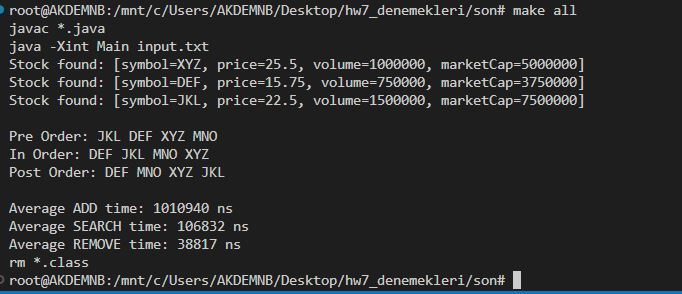 root@AKDEMNB:/mnt/c/Users/AKDEMNB/Desktop/hw7_denemekleri/son# make all
javac *.java
java -Xint Main input.txt
Stock found: [symbol=XYZ, price=25.5, volume=1000000, marketCap=5000000]
Stock found: [symbol=DEF, price=15.75, volume=750000, marketCap=3750000]
Stock found: [symbol=JKL, price=22.5, volume=1500000, marketCap=7500000]
Pre Order: JKL DEF XYZ MNO
In Order: DEF JKL MNO XYZ
Post Order: DEF MNO XYZ JKL
Average ADD time: 1010940 ns
Average SEARCH time: 106832 ns
Average REMOVE time: 38817 ns
rm *.class
root@AKDEMNB:/mnt/c/Users/AKDEMNB/Desktop/hw7_denemekleri/son#